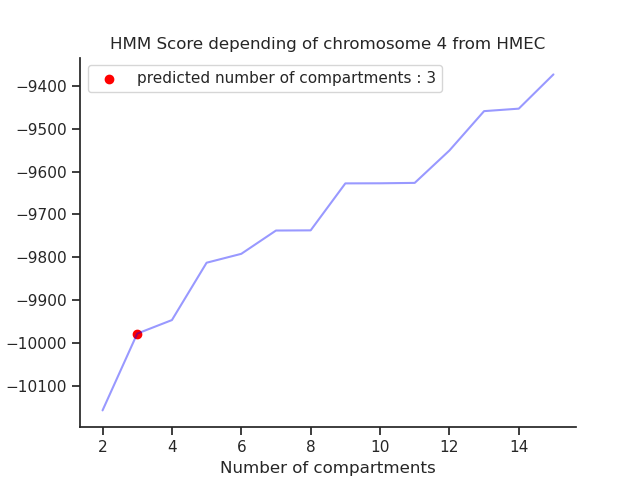 HMM Score depending of chromosome 4 from HMEC
predicted number of compartments : 3
−9400
−9500
−9600
−9700
−9800
−9900
−10000
−10100
2 4 6 8 10 12 14
Number of compartments